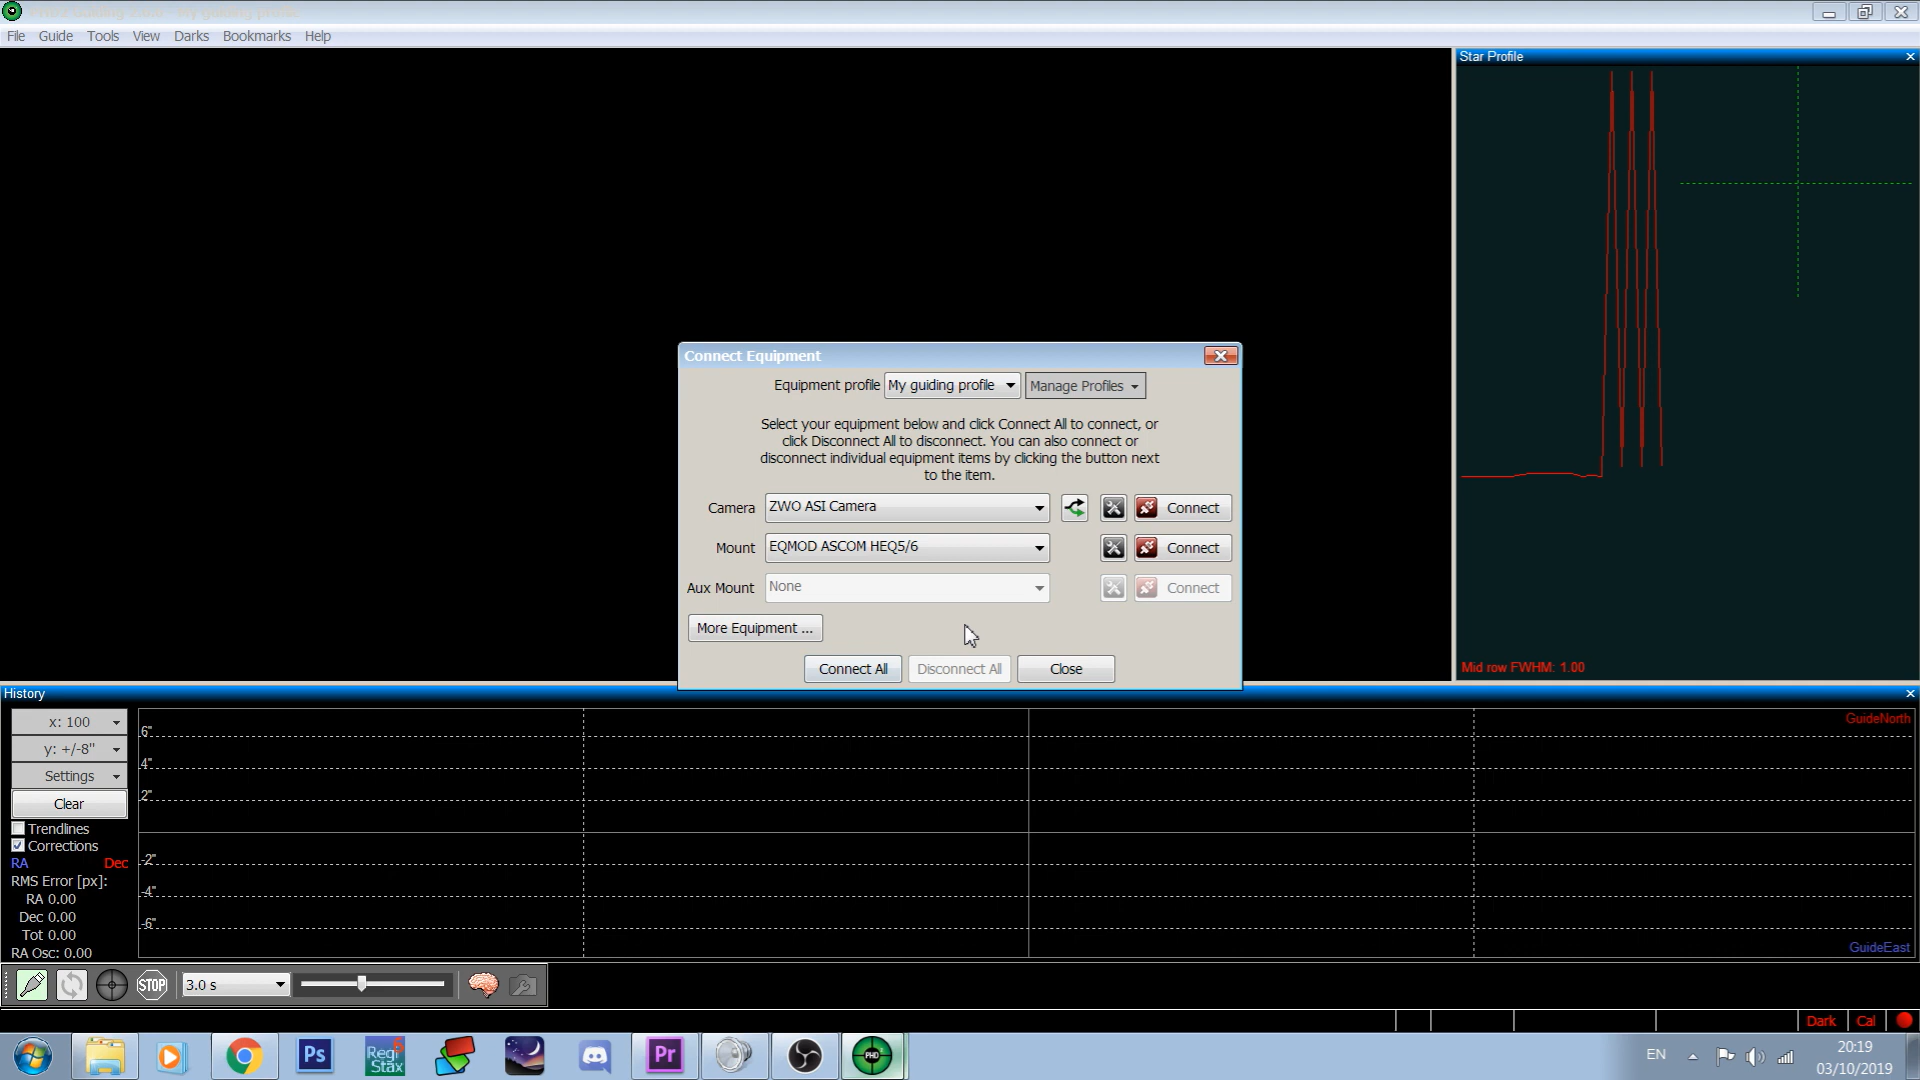 File Guide Tools View Darks Bookmarks Help
Star Profile
Mid row FWHM: 1.00
Connect Equipment
Equipment profile My guiding profile Manage Profiles
Select your equipment below and click Connect All to connect, or
click Disconnect All to disconnect. You can also connect or
disconnect individual equipment items by clicking the button next
to the item.
Camera ZWO ASI Camera Connect
Mount EQMOD ASCOM HEQ5/6 Connect
Aux Mount None Connect
More Equipment ...
Connect All Disconnect All Close
History
x: 100
y: +/-8"
Settings
Clear
Trendlines
Corrections
RA Dec
RMS Error [px]:
RA 0.00
Dec 0.00
Tot 0.00
RA Osc: 0.00
6"
4"
2"
-2"
-4"
-6"
GuideNorth
GuideEast
STOP 3.0 s
Dark Cal
Ps
RegiStax 6
Pr
PHD
EN
20:19
03/10/2019